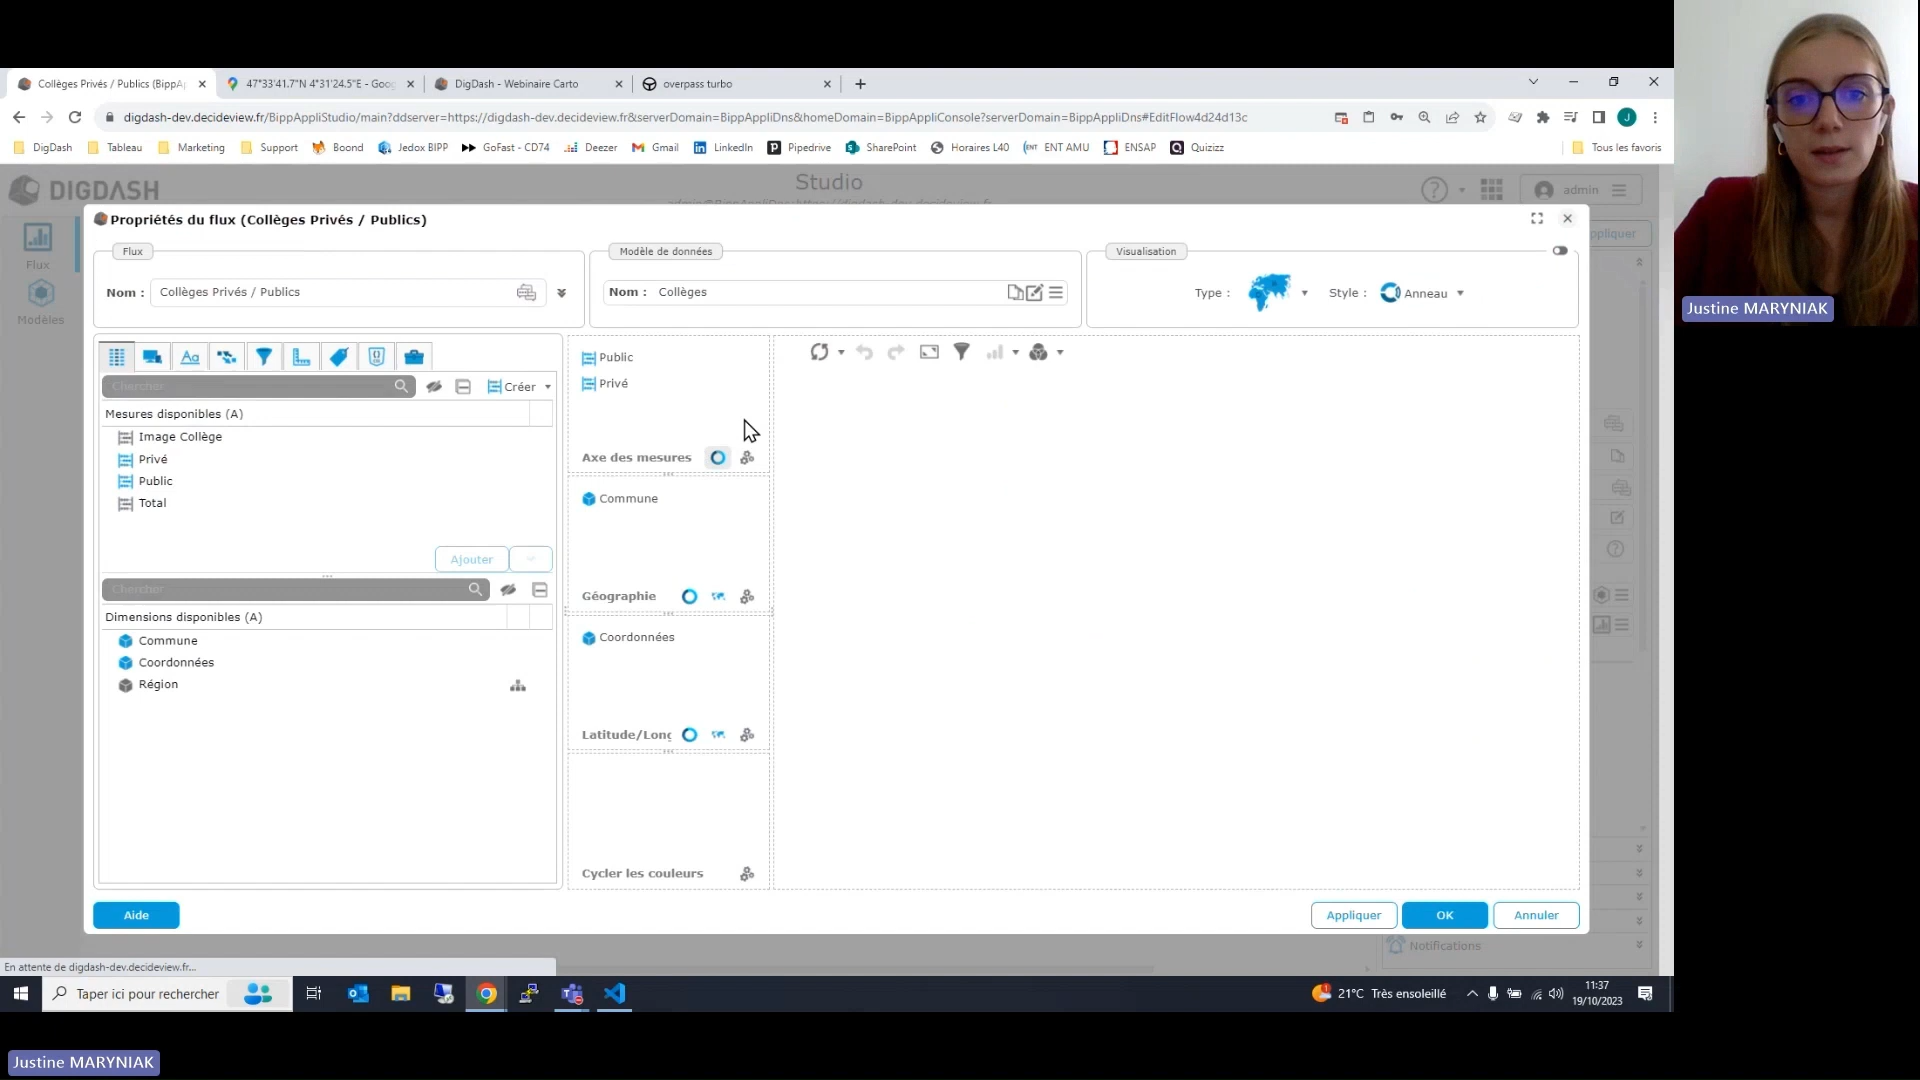 Collèges Privés / Publics (BippA
47°33'41.7"N 4°31'24.5"E - Goog
DigDash - Webinaire Carto
overpass turbo
digdash-dev.decideview.fr/BippAppliStudio/main?ddserver=https://digdash-dev.decideview.fr&serverDomain=BippAppliDns&homeDomain=BippAppliConsole?serverDomain=BippAppliDns#EditFlow4d24d13c
J
DigDash
Tableau
Marketing
Support
Boond
Jedox BIPP
GoFast - CD74
Deezer
Gmail
LinkedIn
Pipedrive
SharePoint
Horaires L40
ENT AMU
ENSAP
Quizizz
Tous les favoris
DIGDASH
Studio
admin
Flux
Modèles
Propriétés du flux (Collèges Privés / Publics)
Flux
Nom :
Collèges Privés / Publics
Modèle de données
Nom :
Collèges
Visualisation
Type :
Style :
Anneau
Chercher
Créer
Mesures disponibles (A)
Image Collège
Privé
Public
Total
Ajouter
Chercher
Dimensions disponibles (A)
Commune
Coordonnées
Région
Public
Privé
Axe des mesures
Commune
Géographie
Coordonnées
Latitude/Long
Cycler les couleurs
Aide
Appliquer
OK
Annuler
Notifications
En attente de digdash-dev.decideview.fr...
Taper ici pour rechercher
21°C Très ensoleillé
11:37
19/10/2023
Justine MARYNIAK
Justine MARYNIAK